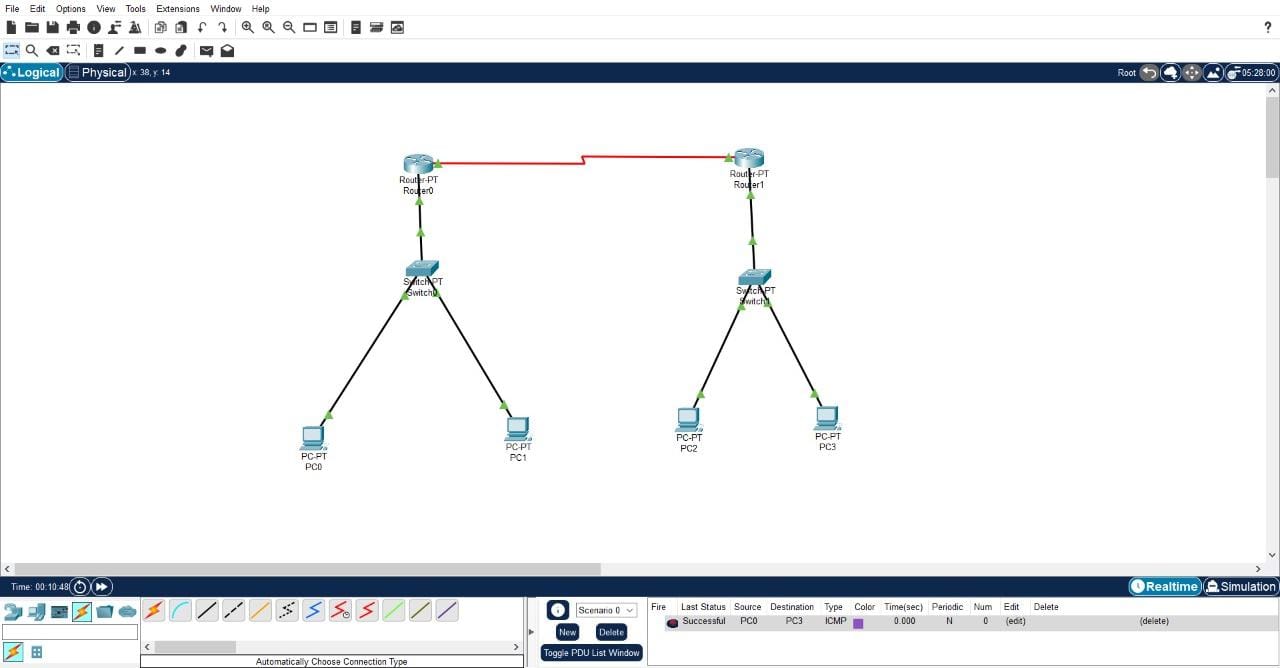 File Edit Options View Tools Extensions Window Help
?
Logical Physical x: 38, y: 14 Root 05:28:00
Router-PT
Router0
Router-PT
Router1
Switch-PT
Switch0
Switch-PT
Switch1
PC-PT
PC0
PC-PT
PC1
PC-PT
PC2
PC-PT
PC3
Time: 00:10:48 Realtime Simulation
Scenario 0
New Delete
Toggle PDU List Window
Automatically Choose Connection Type
Fire Last Status Source Destination Type Color Time(sec) Periodic Num Edit Delete
Successful PC0 PC3 ICMP 0.000 N 0 (edit) (delete)